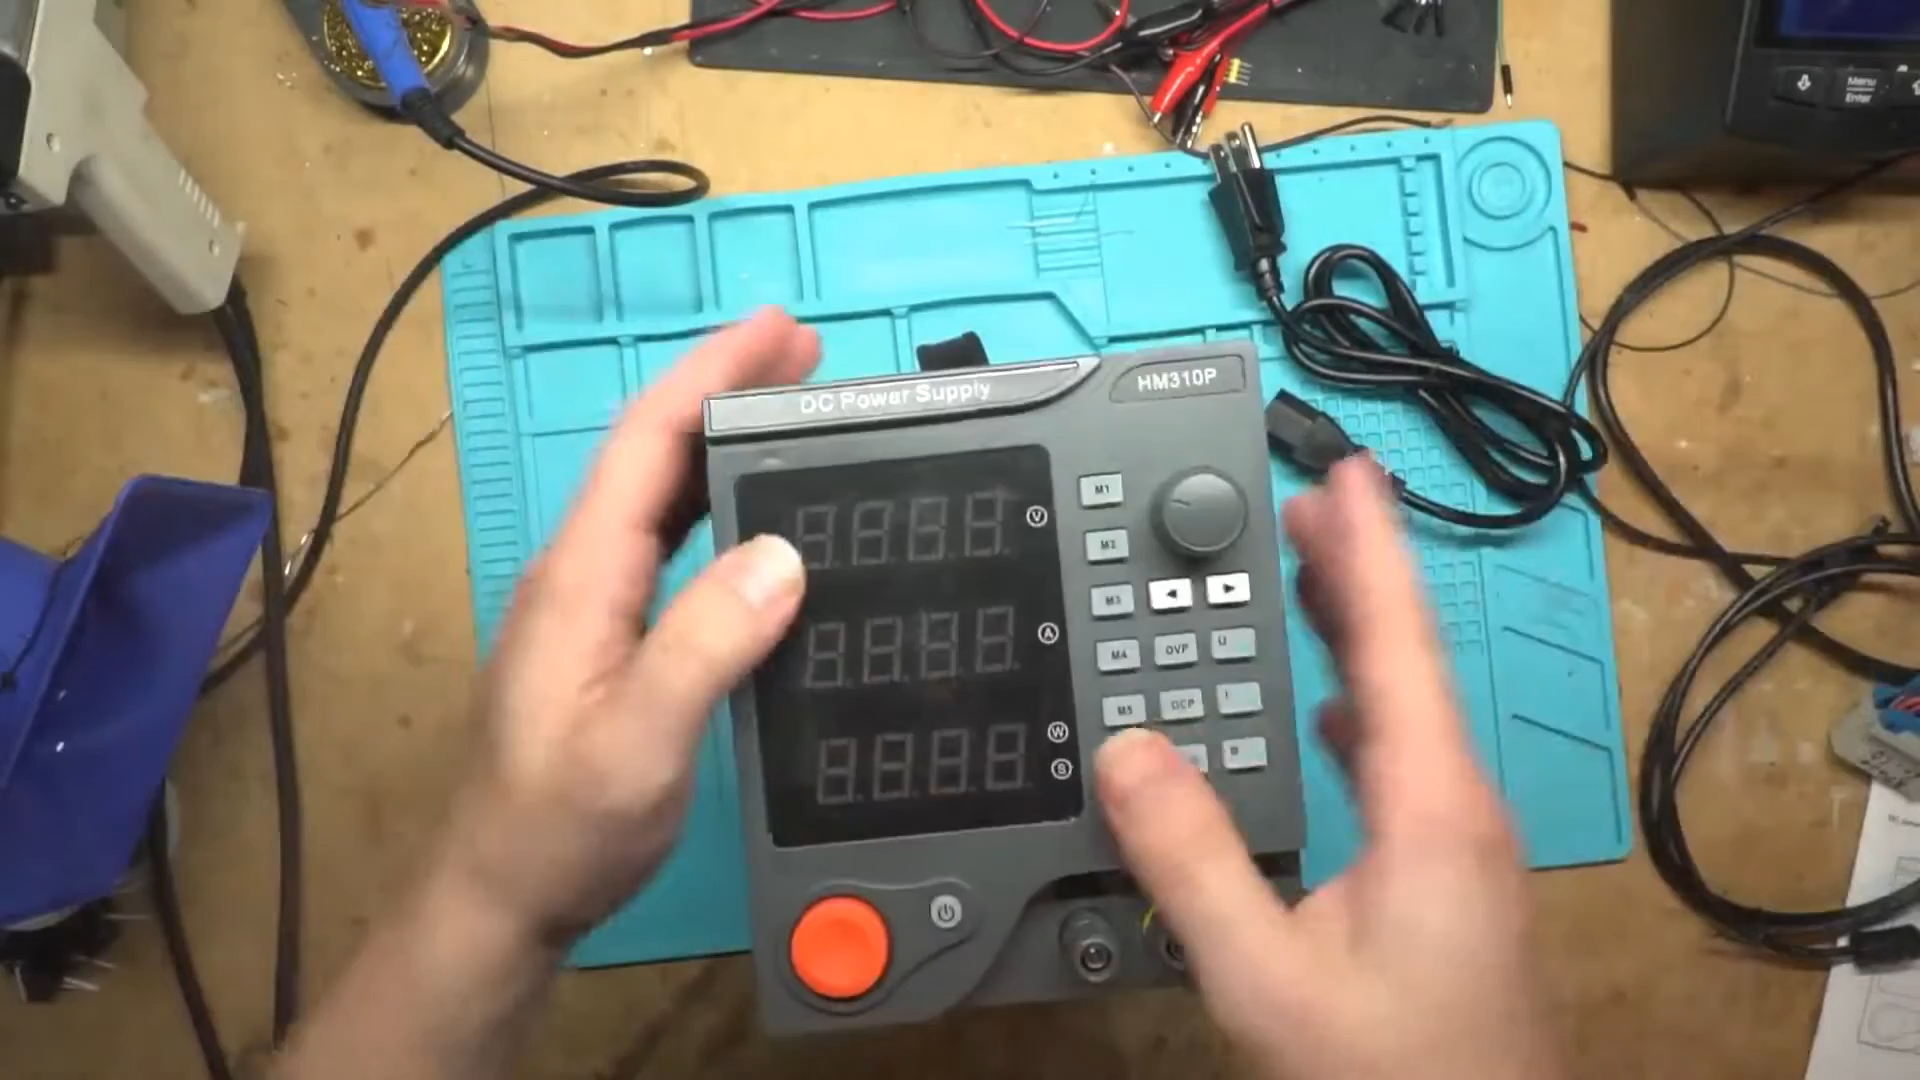 Menu
Enter
DC Power Supply
HM310P
V
M1
M2
M3
A
M4
OVP
U
M5
OCP
I
W
S